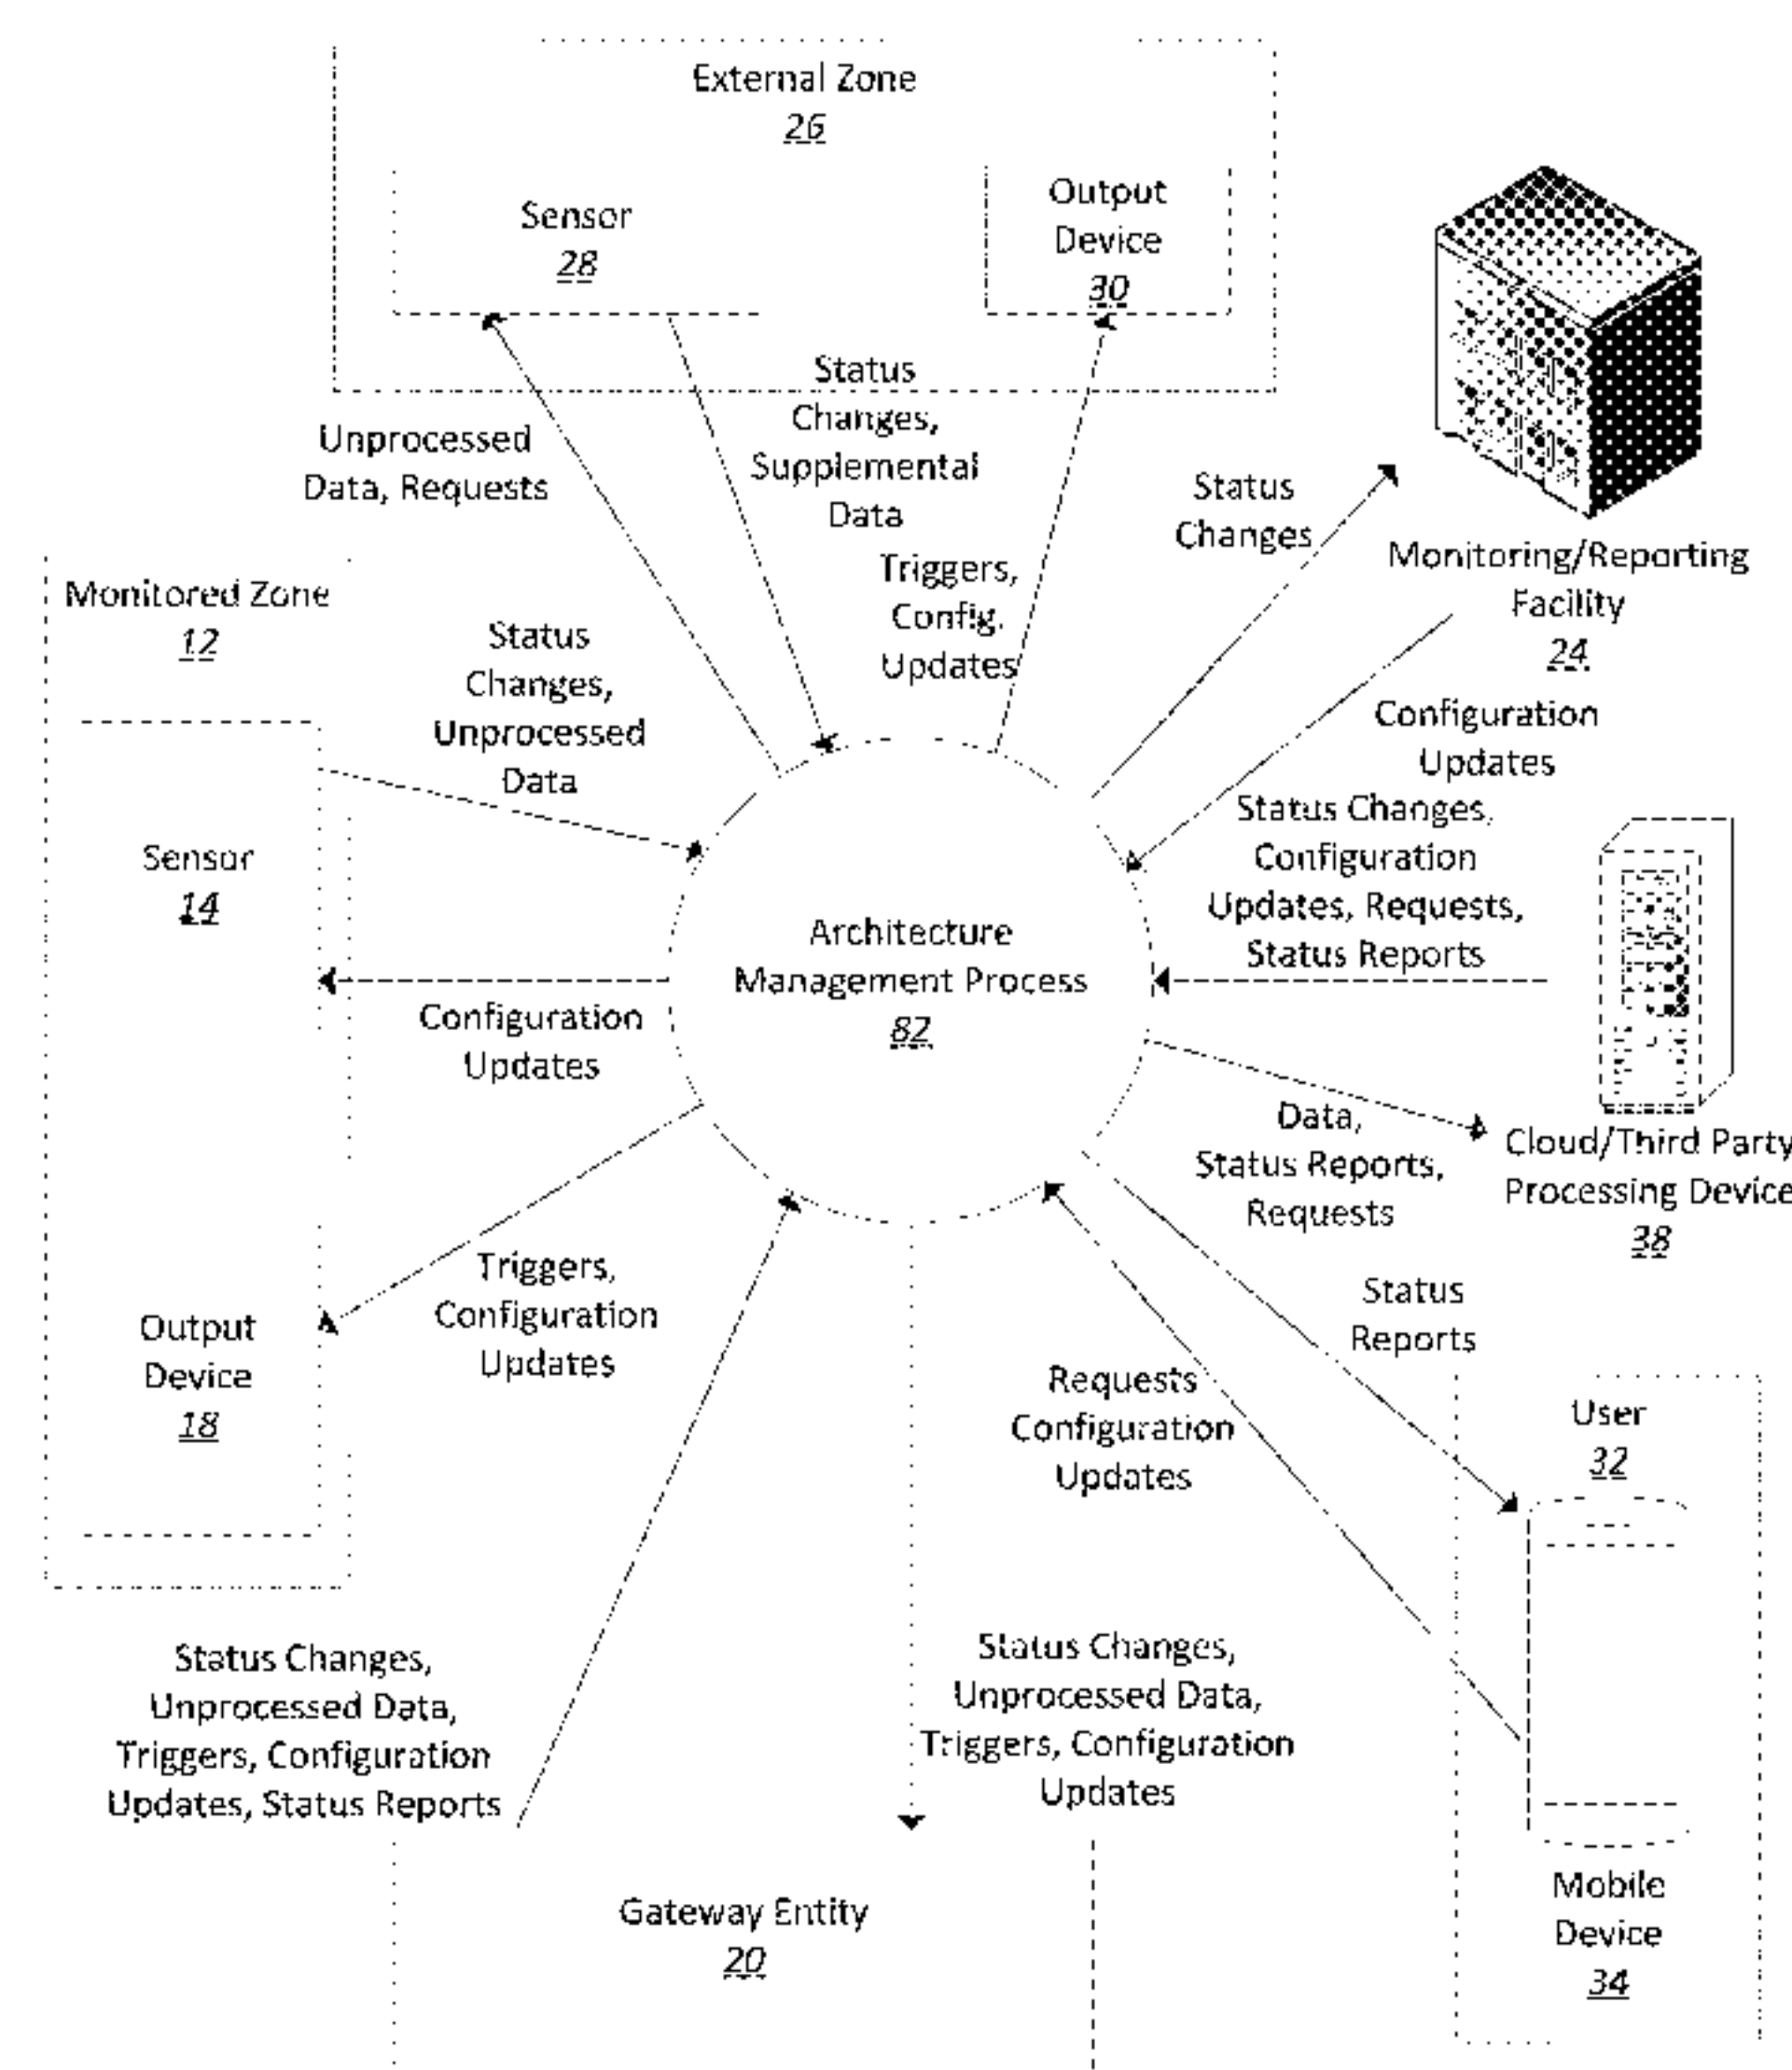 External Zone
26
Sensor
28
Output
Device
30
Status
Changes,
Supplemental
Data
Unprocessed
Data, Requests
Triggers,
Config.
Updates
Status
Changes
Monitoring/Reporting
Facility
24
Configuration
Updates
Monitored Zone
12
Status
Changes,
Unprocessed
Data
Sensor
14
Configuration
Updates
Architecture
Management Process
82
Status Changes,
Configuration
Updates, Requests,
Status Reports
Data,
Status Reports,
Requests
Cloud/Third Party
Processing Device
38
Output
Device
18
Triggers,
Configuration
Updates
Requests
Configuration
Updates
Status
Reports
User
32
Status Changes,
Unprocessed Data,
Triggers, Configuration
Updates, Status Reports
Status Changes,
Unprocessed Data,
Triggers, Configuration
Updates
Gateway Entity
20
Mobile
Device
34